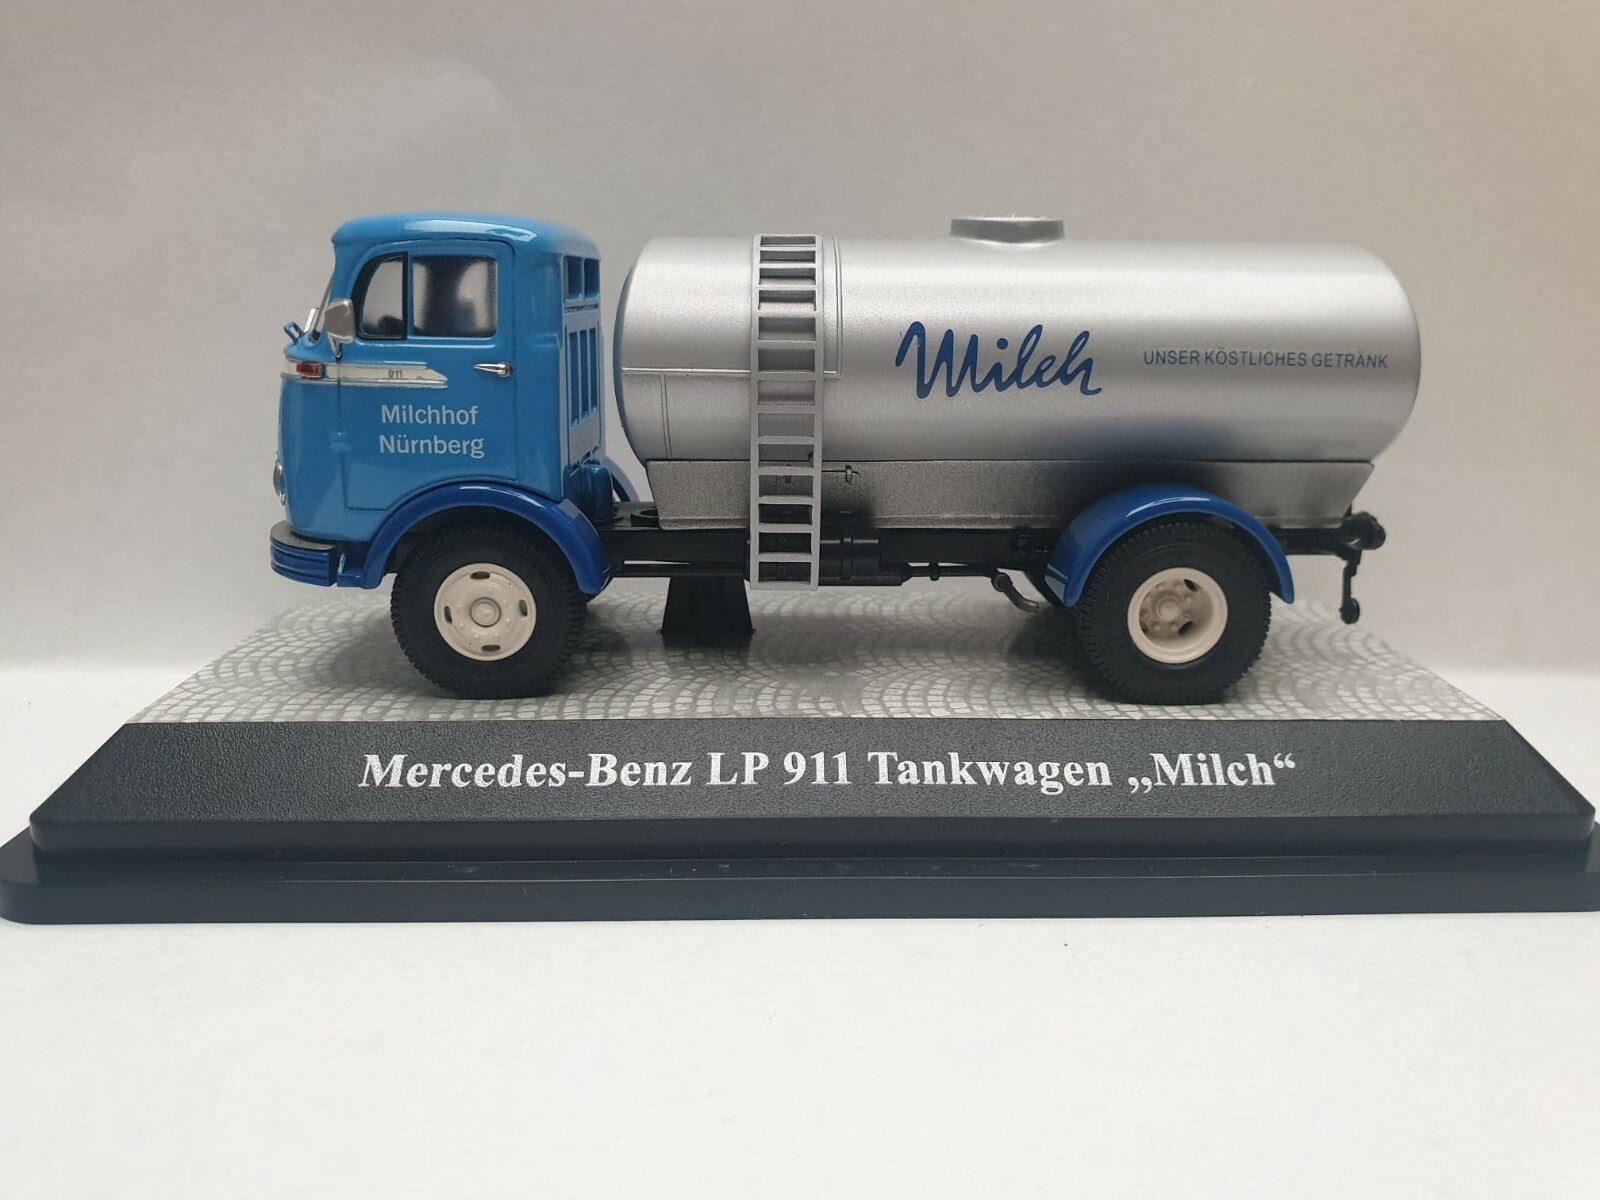 911
Milchhof
Nürnberg
Milch
UNSER KÖSTLICHES GETRÄNK
Mercedes-Benz LP 911 Tankwagen „Milch“